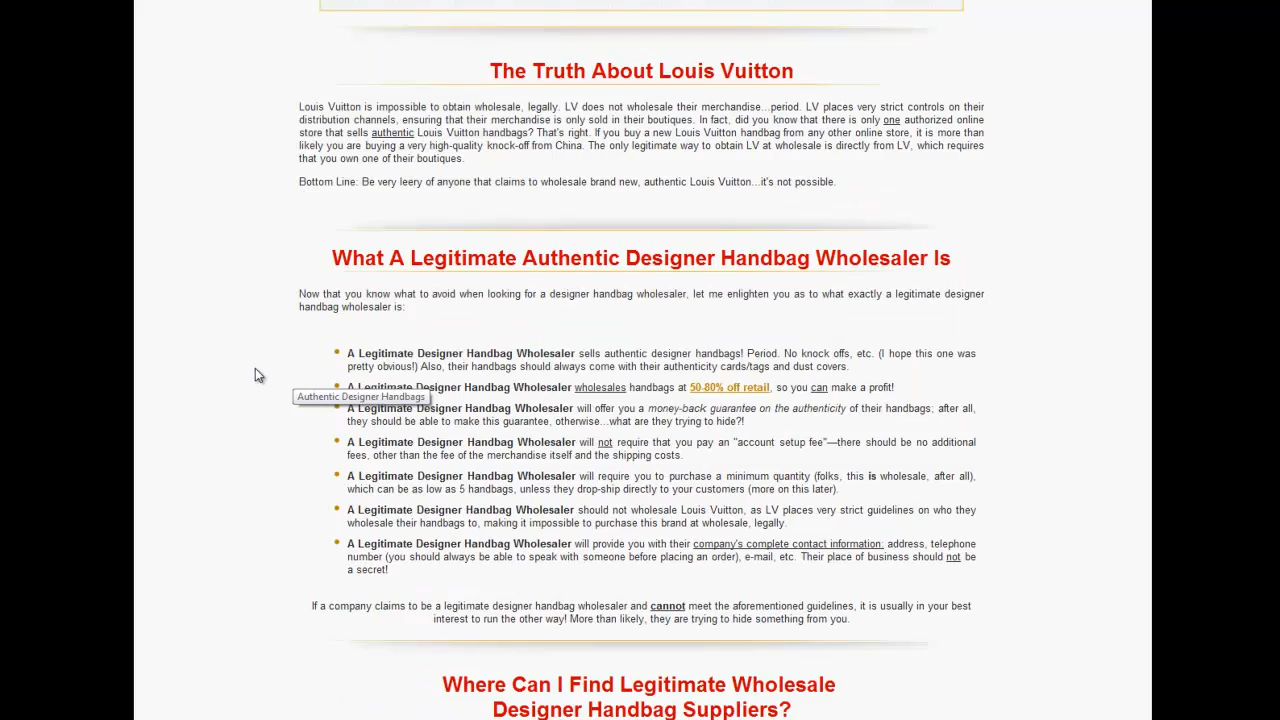 The Truth About Louis Vuitton
Louis Vuitton is impossible to obtain wholesale, legally. LV does not wholesale their merchandise...period. LV places very strict controls on their
distribution channels, ensuring that their merchandise is only sold in their boutiques. In fact, did you know that there is only one authorized online
store that sells authentic Louis Vuitton handbags? That's right. If you buy a new Louis Vuitton handbag from any other online store, it is more than
likely you are buying a very high-quality knock-off from China. The only legitimate way to obtain LV at wholesale is directly from LV, which requires
that you own one of their boutiques.
Bottom Line: Be very leery of anyone that claims to wholesale brand new, authentic Louis Vuitton...it's not possible.
What A Legitimate Authentic Designer Handbag Wholesaler Is
Now that you know what to avoid when looking for a designer handbag wholesaler, let me enlighten you as to what exactly a legitimate designer
handbag wholesaler is:
A Legitimate Designer Handbag Wholesaler sells authentic designer handbags! Period. No knock offs, etc. (I hope this one was
pretty obvious!) Also, their handbags should always come with their authenticity cards/tags and dust covers.
A Legitimate Designer Handbag Wholesaler wholesales handbags at 50-80% off retail, so you can make a profit!
Authentic Designer Handbags
A Legitimate Designer Handbag Wholesaler will offer you a money-back guarantee on the authenticity of their handbags; after all,
they should be able to make this guarantee, otherwise...what are they trying to hide?!
A Legitimate Designer Handbag Wholesaler will not require that you pay an "account setup fee"—there should be no additional
fees, other than the fee of the merchandise itself and the shipping costs.
A Legitimate Designer Handbag Wholesaler will require you to purchase a minimum quantity (folks, this is wholesale, after all),
which can be as low as 5 handbags, unless they drop-ship directly to your customers (more on this later).
A Legitimate Designer Handbag Wholesaler should not wholesale Louis Vuitton, as LV places very strict guidelines on who they
wholesale their handbags to, making it impossible to purchase this brand at wholesale, legally.
A Legitimate Designer Handbag Wholesaler will provide you with their company's complete contact information: address, telephone
number (you should always be able to speak with someone before placing an order), e-mail, etc. Their place of business should not be
a secret!
If a company claims to be a legitimate designer handbag wholesaler and cannot meet the aforementioned guidelines, it is usually in your best
interest to run the other way! More than likely, they are trying to hide something from you.
Where Can I Find Legitimate Wholesale
Designer Handbag Suppliers?